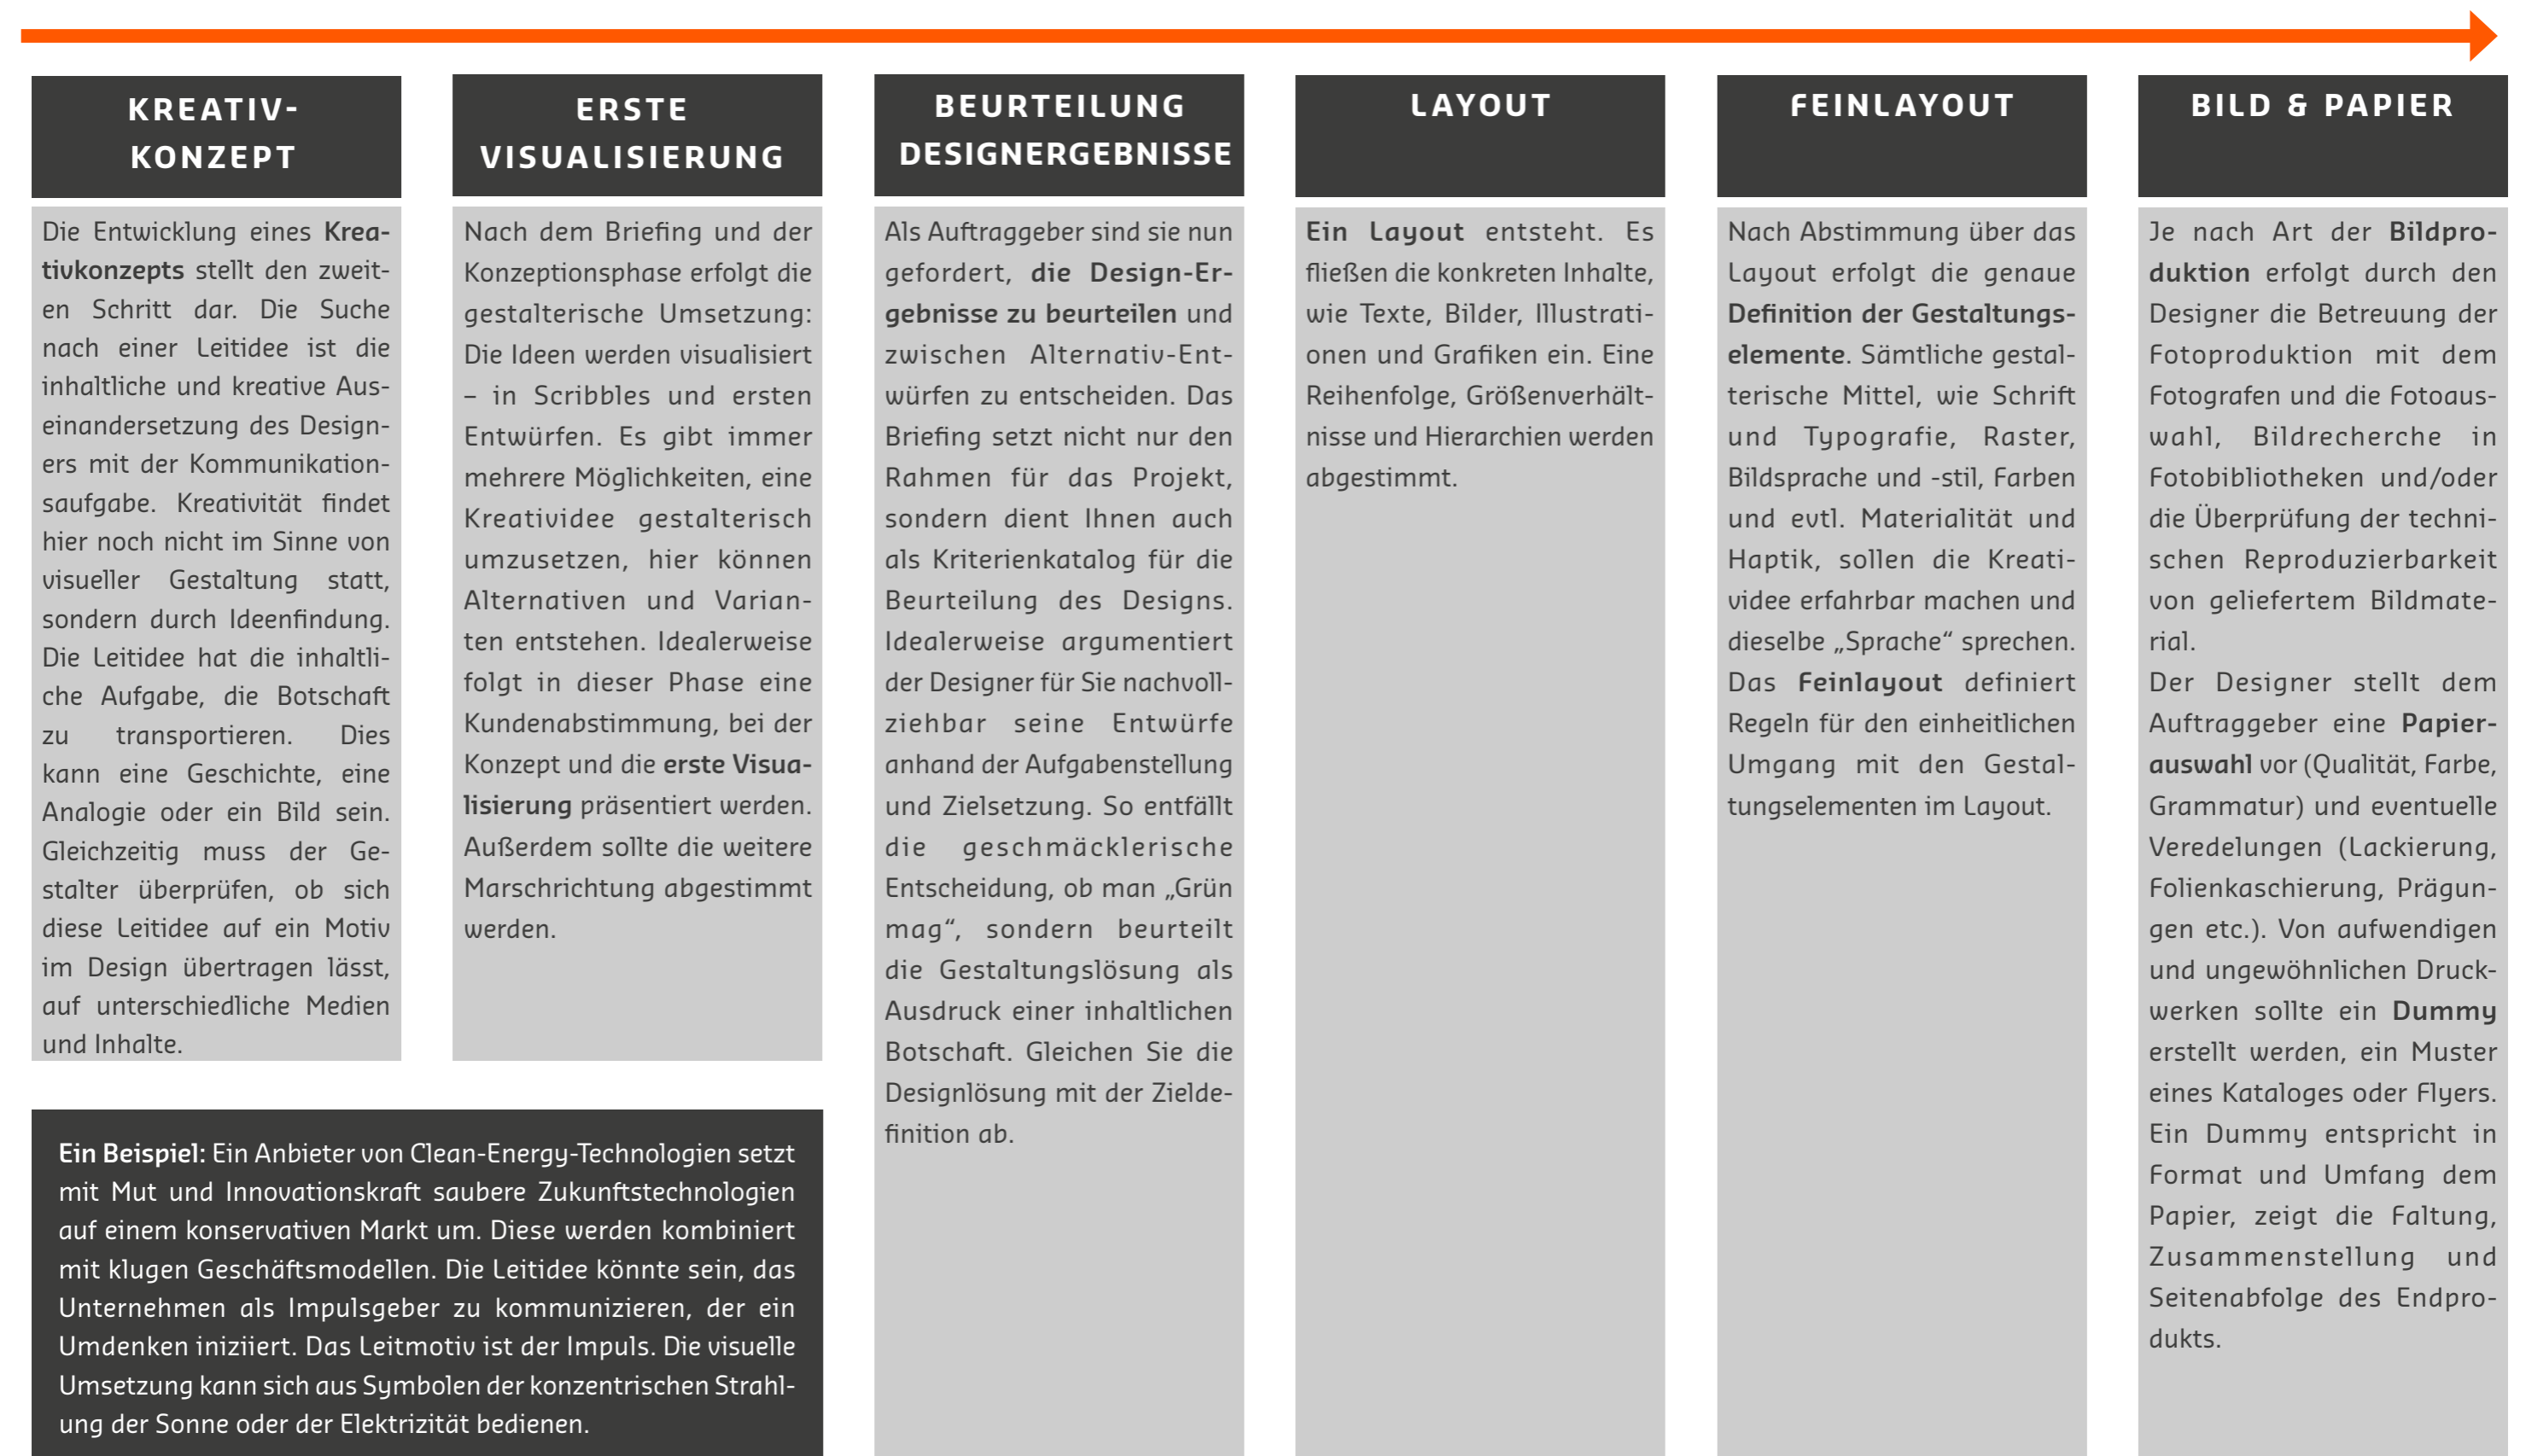 KREATIV-
KONZEPT
Die Entwicklung eines Krea-
tivkonzepts stellt den zweit-
en Schritt dar. Die Suche
nach einer Leitidee ist die
inhaltliche und kreative Aus-
einandersetzung des Design-
ers mit der Kommunikation-
saufgabe. Kreativität findet
hier noch nicht im Sinne von
visueller Gestaltung statt,
sondern durch Ideenfindung.
Die Leitidee hat die inhaltli-
che Aufgabe, die Botschaft
zu transportieren. Dies
kann eine Geschichte, eine
Analogie oder ein Bild sein.
Gleichzeitig muss der Ge-
stalter überprüfen, ob sich
diese Leitidee auf ein Motiv
im Design übertragen lässt,
auf unterschiedliche Medien
und Inhalte.
ERSTE
VISUALISIERUNG
Nach dem Briefing und der
Konzeptionsphase erfolgt die
gestalterische Umsetzung:
Die Ideen werden visualisiert
– in Scribbles und ersten
Entwürfen. Es gibt immer
mehrere Möglichkeiten, eine
Kreatividee gestalterisch
umzusetzen, hier können
Alternativen und Varian-
ten entstehen. Idealerweise
folgt in dieser Phase eine
Kundenabstimmung, bei der
Konzept und die erste Visua-
lisierung präsentiert werden.
Außerdem sollte die weitere
Marschrichtung abgestimmt
werden.
Ein Beispiel: Ein Anbieter von Clean-Energy-Technologien setzt
mit Mut und Innovationskraft saubere Zukunftstechnologien
auf einem konservativen Markt um. Diese werden kombiniert
mit klugen Geschäftsmodellen. Die Leitidee könnte sein, das
Unternehmen als Impulsgeber zu kommunizieren, der ein
Umdenken iniziiert. Das Leitmotiv ist der Impuls. Die visuelle
Umsetzung kann sich aus Symbolen der konzentrischen Strahl-
ung der Sonne oder der Elektrizität bedienen.
BEURTEILUNG
DESIGNERGEBNISSE
Als Auftraggeber sind sie nun
gefordert, die Design-Er-
gebnisse zu beurteilen und
zwischen Alternativ-Ent-
würfen zu entscheiden. Das
Briefing setzt nicht nur den
Rahmen für das Projekt,
sondern dient Ihnen auch
als Kriterienkatalog für die
Beurteilung des Designs.
Idealerweise argumentiert
der Designer für Sie nachvoll-
ziehbar seine Entwürfe
anhand der Aufgabenstellung
und Zielsetzung. So entfällt
die geschmäcklerische
Entscheidung, ob man „Grün
mag“, sondern beurteilt
die Gestaltungslösung als
Ausdruck einer inhaltlichen
Botschaft. Gleichen Sie die
Designlösung mit der Zielde-
finition ab.
LAYOUT
Ein Layout entsteht. Es
fließen die konkreten Inhalte,
wie Texte, Bilder, Illustrati-
onen und Grafiken ein. Eine
Reihenfolge, Größenverhält-
nisse und Hierarchien werden
abgestimmt.
FEINLAYOUT
Nach Abstimmung über das
Layout erfolgt die genaue
Definition der Gestaltungs-
elemente. Sämtliche gestal-
terische Mittel, wie Schrift
und Typografie, Raster,
Bildsprache und -stil, Farben
und evtl. Materialität und
Haptik, sollen die Kreati-
videe erfahrbar machen und
dieselbe „Sprache“ sprechen.
Das Feinlayout definiert
Regeln für den einheitlichen
Umgang mit den Gestal-
tungselementen im Layout.
BILD & PAPIER
Je nach Art der Bildpro-
duktion erfolgt durch den
Designer die Betreuung der
Fotoproduktion mit dem
Fotografen und die Fotoaus-
wahl, Bildrecherche in
Fotobibliotheken und/oder
die Überprüfung der techni-
schen Reproduzierbarkeit
von geliefertem Bildmate-
rial.
Der Designer stellt dem
Auftraggeber eine Papier-
auswahl vor (Qualität, Farbe,
Grammatur) und eventuelle
Veredelungen (Lackierung,
Folienkaschierung, Prägun-
gen etc.). Von aufwendigen
und ungewöhnlichen Druck-
werken sollte ein Dummy
erstellt werden, ein Muster
eines Kataloges oder Flyers.
Ein Dummy entspricht in
Format und Umfang dem
Papier, zeigt die Faltung,
Zusammenstellung und
Seitenabfolge des Endpro-
dukts.